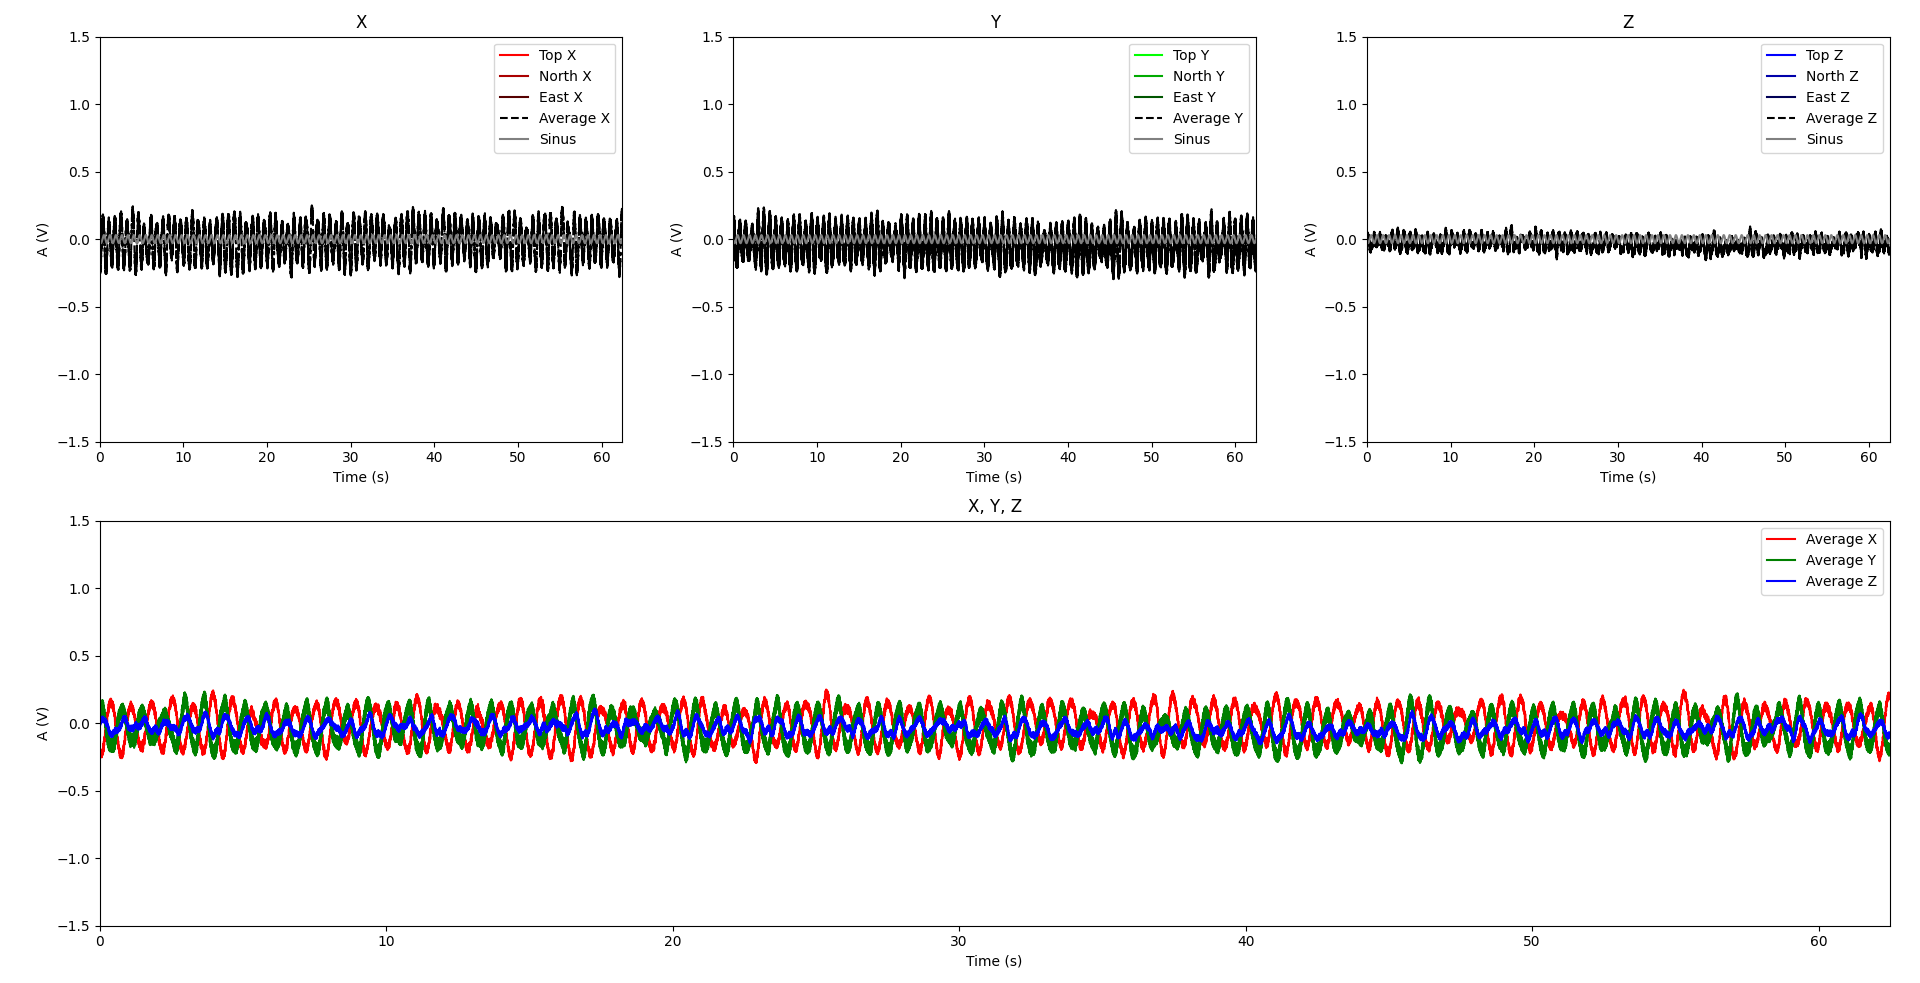 X
Y
Z
1.5
1.0
0.5
0.0
−0.5
−1.0
−1.5
A (V)
0 10 20 30 40 50 60
Time (s)
Top X
North X
East X
Average X
Sinus
1.5
1.0
0.5
0.0
−0.5
−1.0
−1.5
A (V)
0 10 20 30 40 50 60
Time (s)
Top Y
North Y
East Y
Average Y
Sinus
1.5
1.0
0.5
0.0
−0.5
−1.0
−1.5
A (V)
0 10 20 30 40 50 60
Time (s)
Top Z
North Z
East Z
Average Z
Sinus
X, Y, Z
1.5
1.0
0.5
0.0
−0.5
−1.0
−1.5
A (V)
0 10 20 30 40 50 60
Time (s)
Average X
Average Y
Average Z